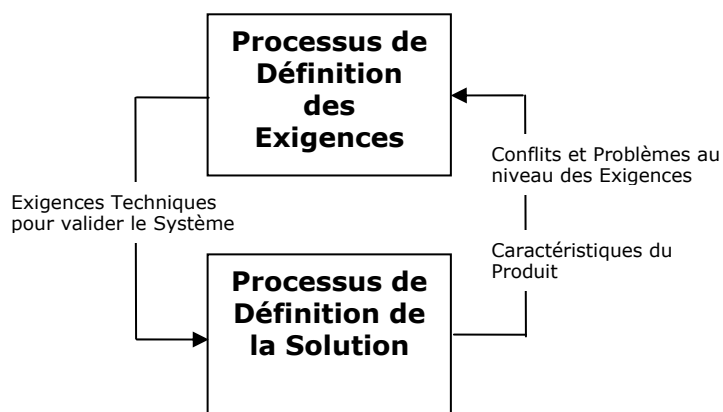 Processus de
Définition
des
Exigences
Conflits et Problèmes au
niveau des Exigences
Exigences Techniques
pour valider le Système
Caractéristiques du
Produit
Processus de
Définition de
la Solution